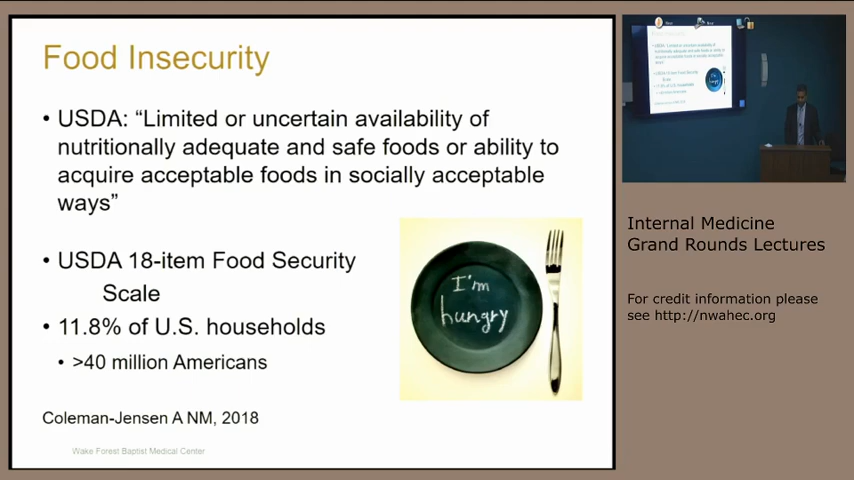 Food Insecurity
• USDA: “Limited or uncertain availability of
nutritionally adequate and safe foods or ability to
acquire acceptable foods in socially acceptable
ways”
• USDA 18-item Food Security
Scale
• 11.8% of U.S. households
• >40 million Americans
I'm
hungry
Coleman-Jensen A NM, 2018
Wake Forest Baptist Medical Center
Internal Medicine
Grand Rounds Lectures
For credit information please
see http://nwahec.org